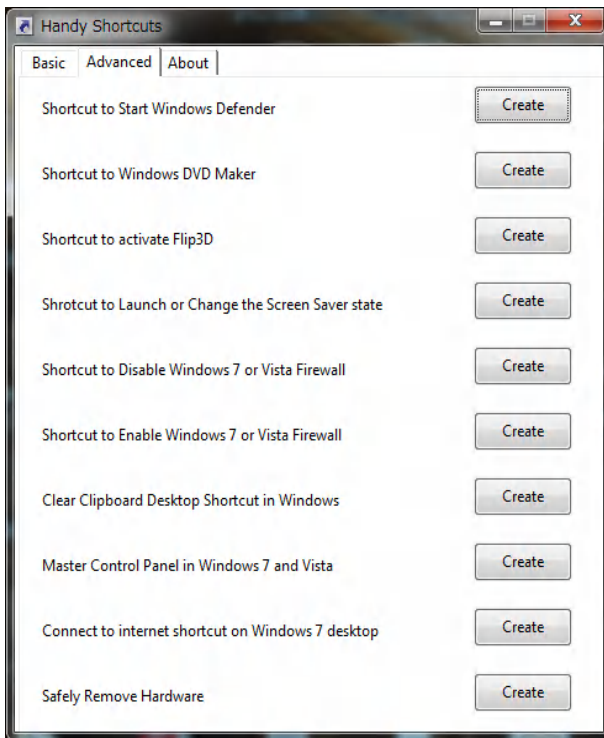 Handy Shortcuts
Basic Advanced About
Shortcut to Start Windows Defender Create
Shortcut to Windows DVD Maker Create
Shortcut to activate Flip3D Create
Shrotcut to Launch or Change the Screen Saver state Create
Shortcut to Disable Windows 7 or Vista Firewall Create
Shortcut to Enable Windows 7 or Vista Firewall Create
Clear Clipboard Desktop Shortcut in Windows Create
Master Control Panel in Windows 7 and Vista Create
Connect to internet shortcut on Windows 7 desktop Create
Safely Remove Hardware Create